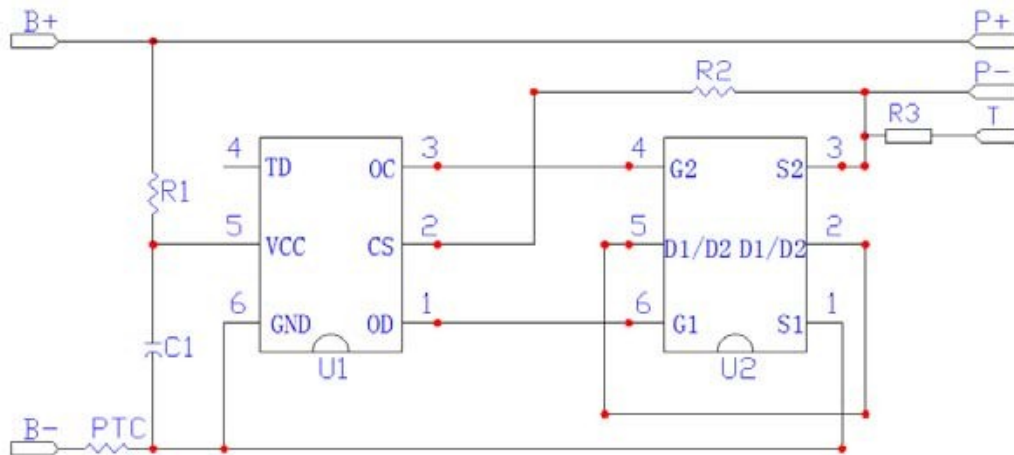 B+ P+
R2 P-
R3 T
4 TD OC 3 4 G2 S2 3
R1
5 VCC CS 2 5 D1/D2 D1/D2 2
6 GND OD 1 6 G1 S1 1
C1 U1 U2
B- PTC